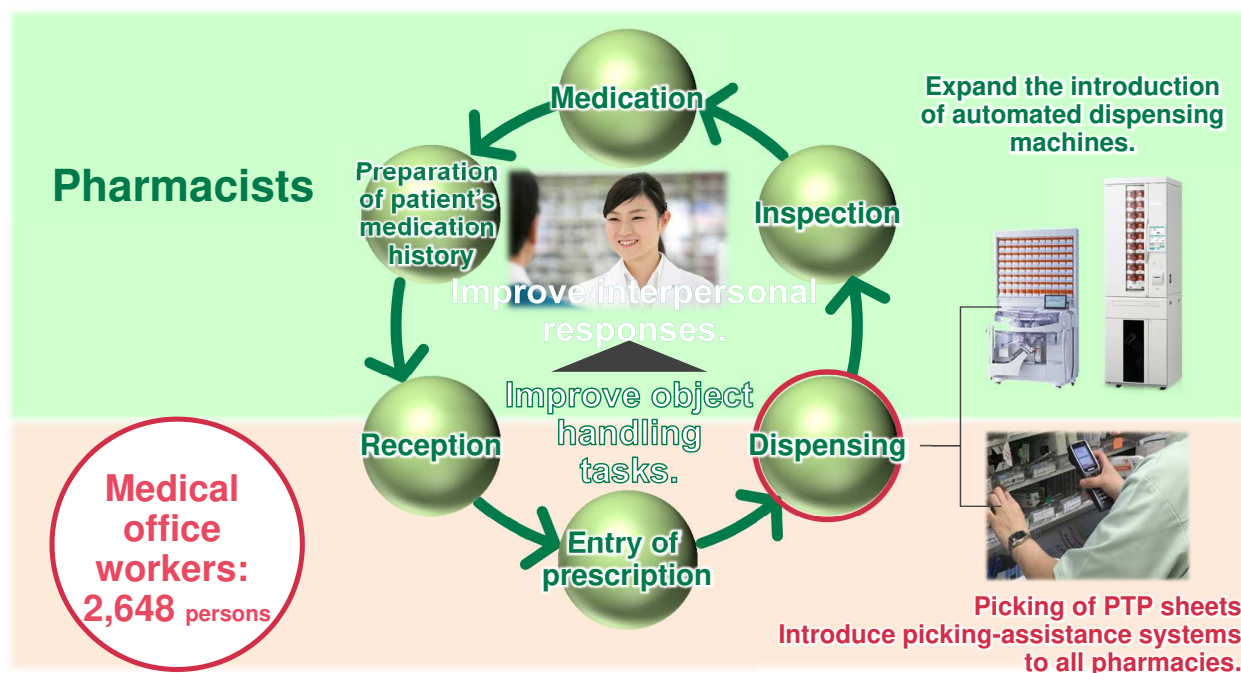 Medication
Expand the introduction
of automated dispensing
machines.
Pharmacists
Preparation
of patient’s
medication
history
Inspection
Improve interpersonal
responses.
Improve object
handling
tasks.
Reception
Dispensing
Medical
office
workers:
2,648 persons
Entry of
prescription
Picking of PTP sheets
Introduce picking-assistance systems
to all pharmacies.